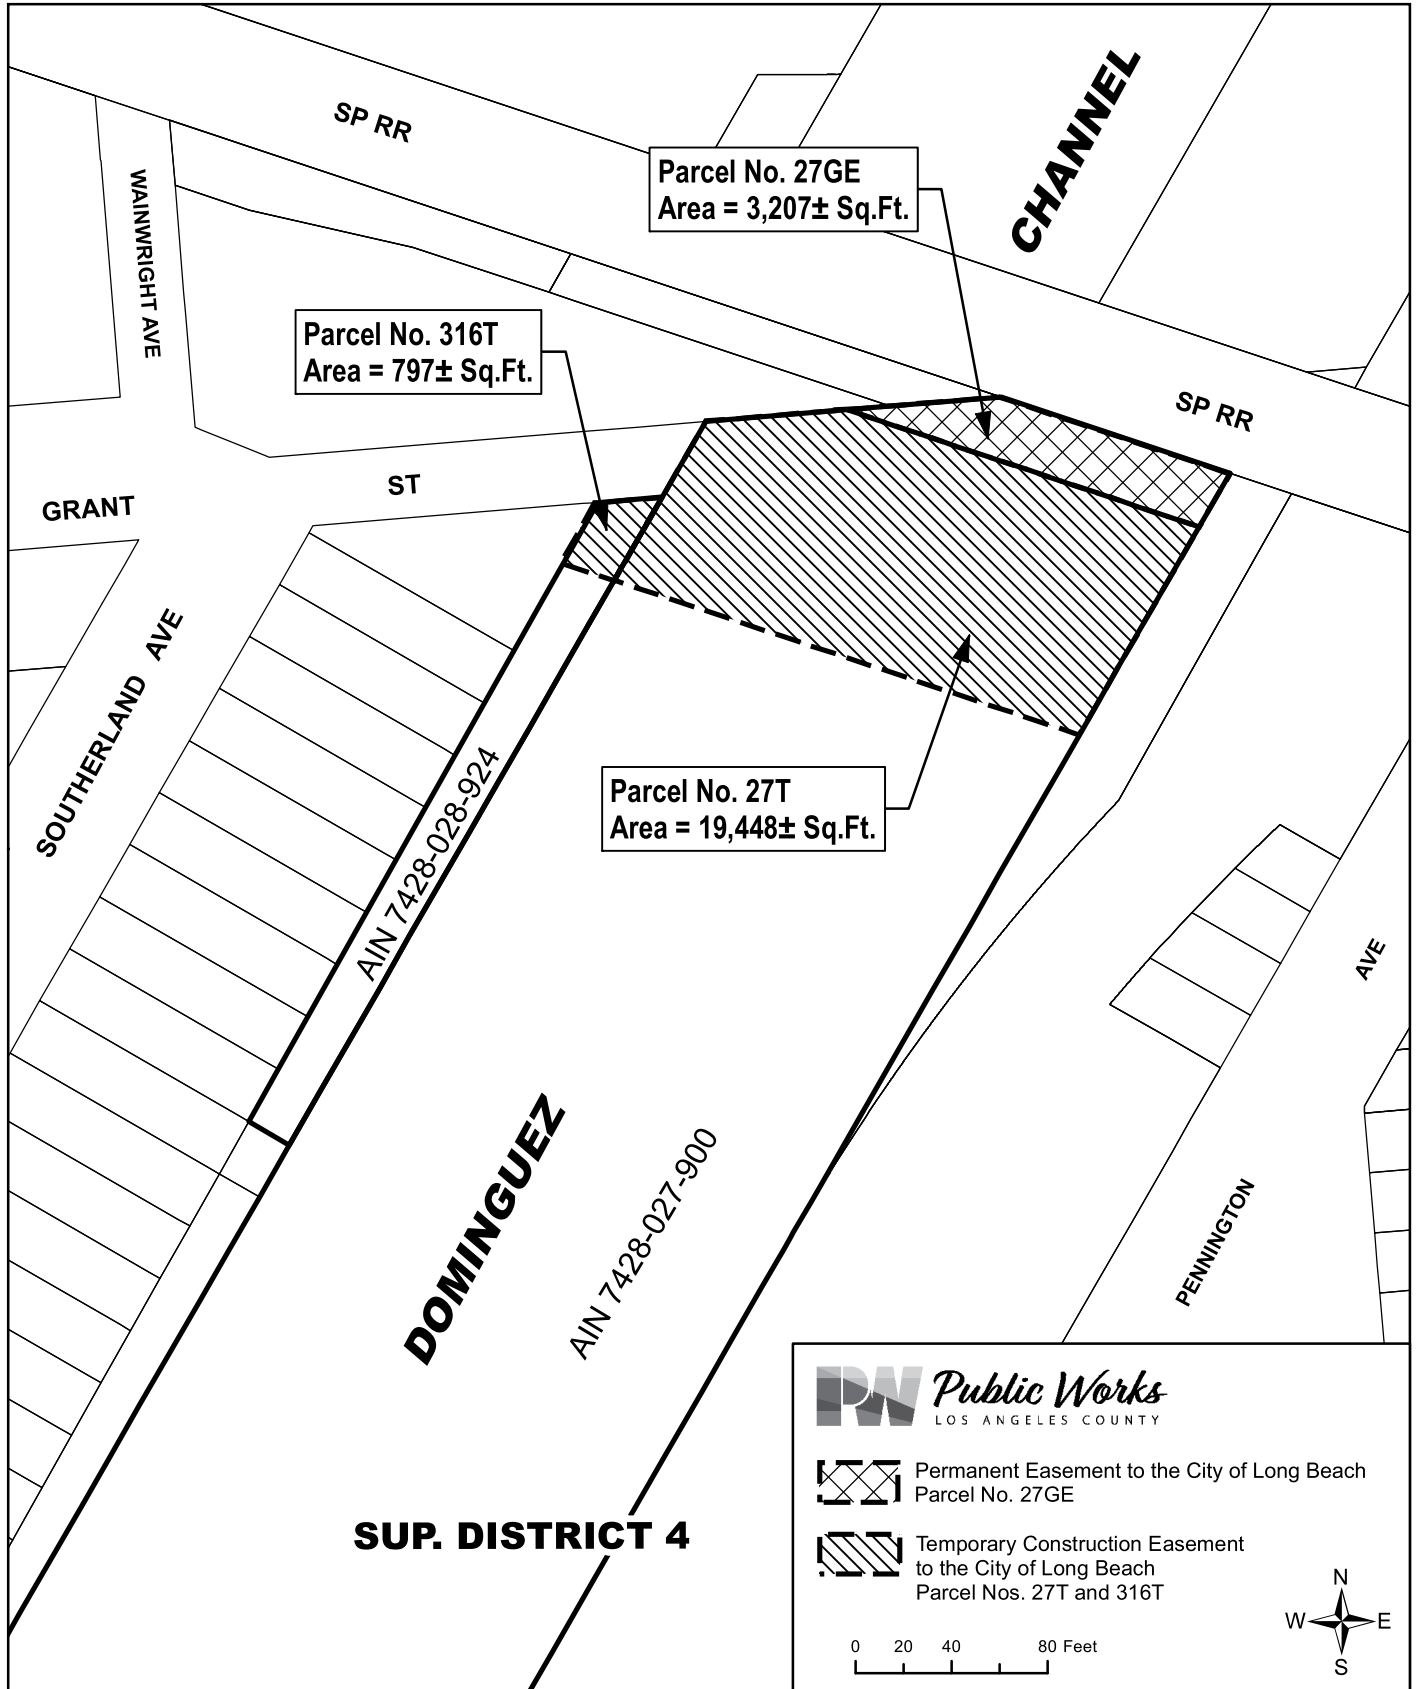 CHANNEL
SP RR
Parcel No. 27GE
Area = 3,207± Sq.Ft.
WAINWRIGHT AVE
Parcel No. 316T
Area = 797± Sq.Ft.
SP RR
GRANT
ST
SOUTHERLAND AVE
AIN 7428-028-924
Parcel No. 27T
Area = 19,448± Sq.Ft.
AVE
PENNINGTON
DOMINGUEZ
AIN 7428-027-900
SUP. DISTRICT 4
PW Public Works
LOS ANGELES COUNTY
Permanent Easement to the City of Long Beach
Parcel No. 27GE
Temporary Construction Easement
to the City of Long Beach
Parcel Nos. 27T and 316T
N
W E
S
0 20 40 80 Feet